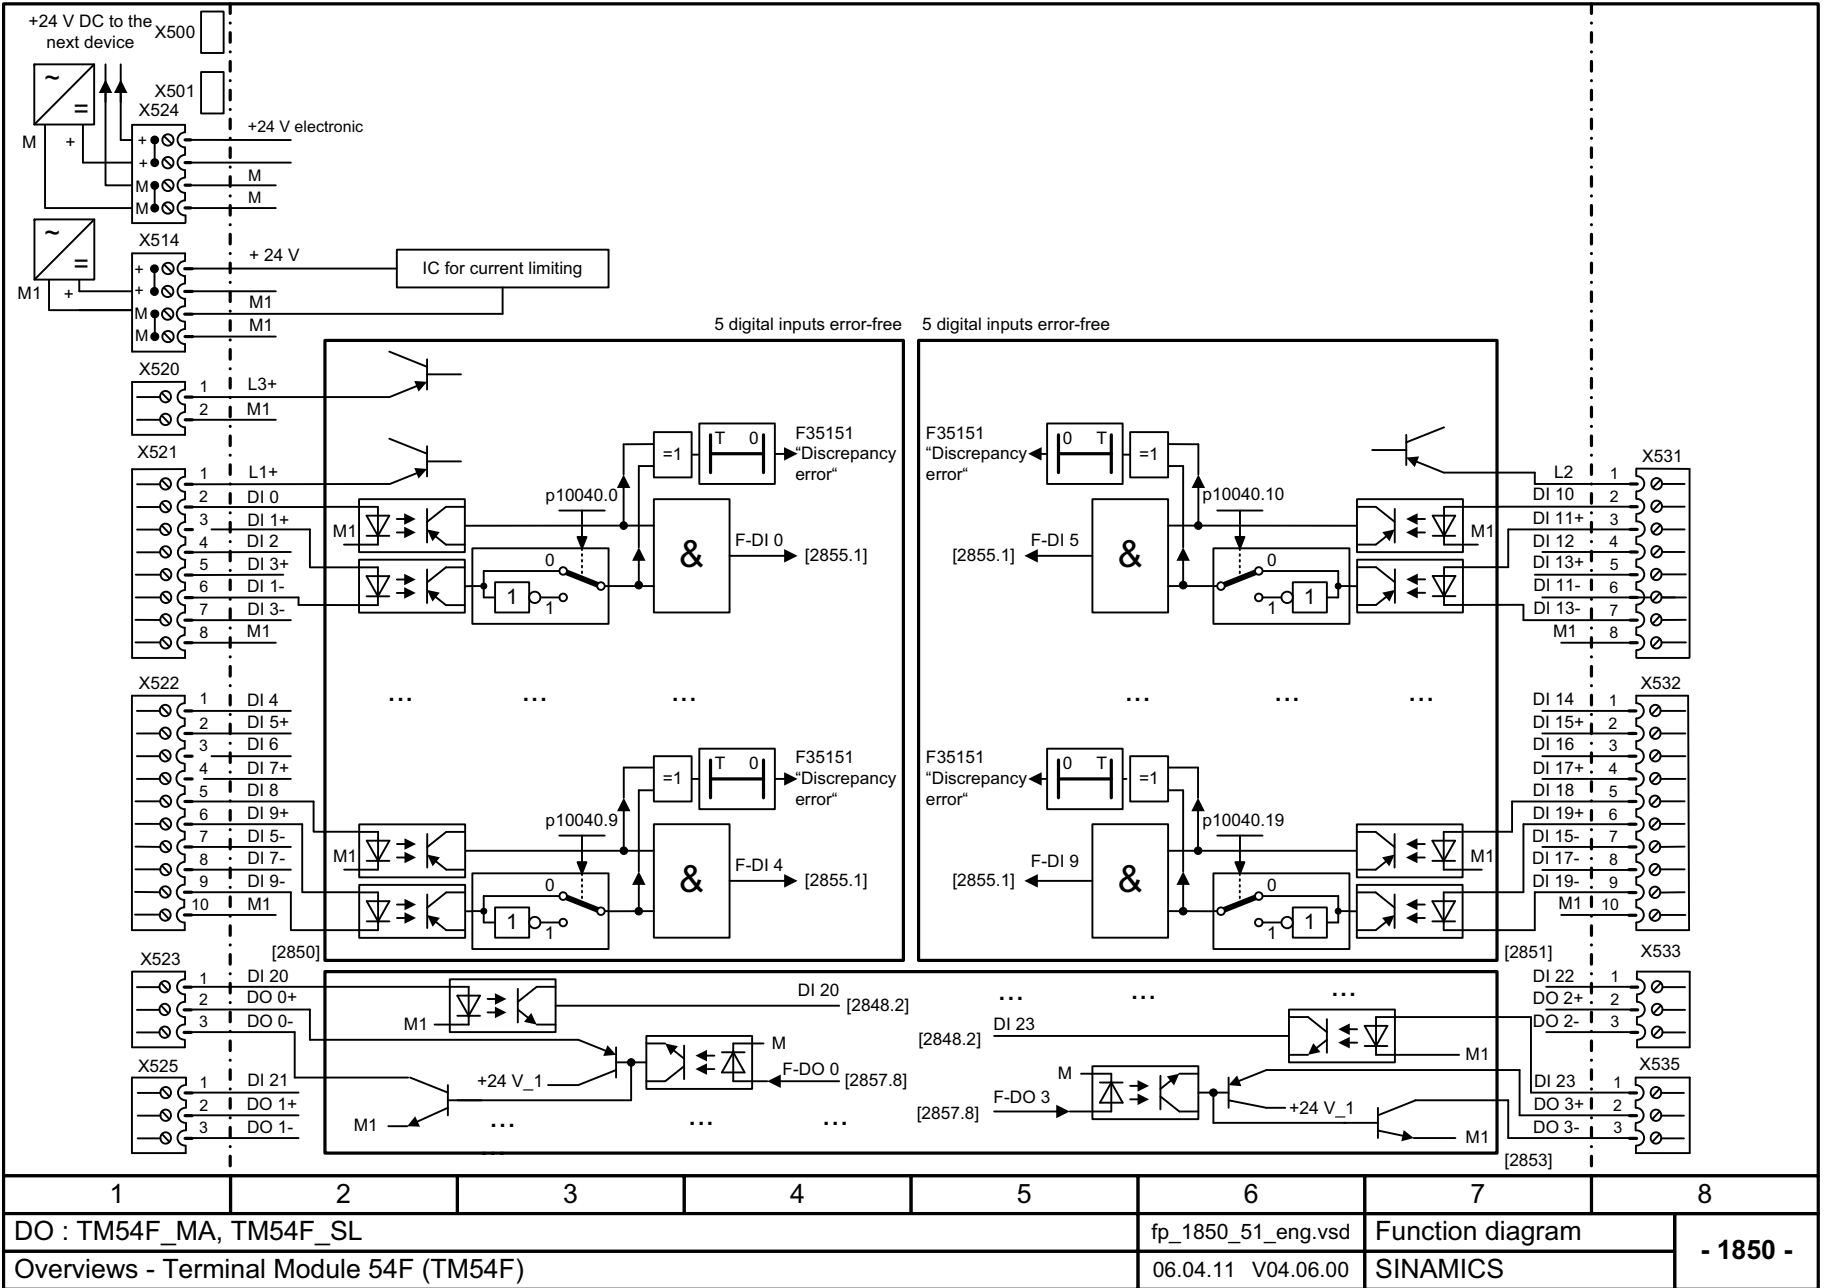 +24 V DC to the
next device
X500
X501
~
=
M
+
X524
+
+
M
M
+24 V electronic
M
M
~
=
M1
+
X514
+
+
M
M
+ 24 V
IC for current limiting
M1
M1
X520
1 L3+
2 M1
X521
1 L1+
2 DI 0
3 DI 1+
4 DI 2
5 DI 3+
6 DI 1-
7 DI 3-
8 M1
X522
1 DI 4
2 DI 5+
3 DI 6
4 DI 7+
5 DI 8
6 DI 9+
7 DI 5-
8 DI 7-
9 DI 9-
10 M1
X523
1 DI 20
2 DO 0+
3 DO 0-
X525
1 DI 21
2 DO 1+
3 DO 1-
5 digital inputs error-free
M1
p10040.0
0
1
1
=1
T 0
F35151
"Discrepancy
error"
&
F-DI 0
[2855.1]
... ... ...
M1
p10040.9
0
1
1
=1
T 0
F35151
"Discrepancy
error"
&
F-DI 4
[2855.1]
[2850]
5 digital inputs error-free
F35151
"Discrepancy
error"
0 T
=1
p10040.10
0
1
1
M1
F-DI 5
[2855.1]
&
... ... ...
F35151
"Discrepancy
error"
0 T
=1
p10040.19
0
1
1
M1
F-DI 9
[2855.1]
&
[2851]
M1
DI 20
[2848.2]
M
F-DO 0
[2857.8]
+24 V_1
M1
... ... ...
...
... ... ...
DI 23
[2848.2]
M1
M
F-DO 3
[2857.8]
+24 V_1
M1
[2853]
X531
L2 1
DI 10 2
DI 11+ 3
DI 12 4
DI 13+ 5
DI 11- 6
DI 13- 7
M1 8
X532
DI 14 1
DI 15+ 2
DI 16 3
DI 17+ 4
DI 18 5
DI 19+ 6
DI 15- 7
DI 17- 8
DI 19- 9
M1 10
X533
DI 22 1
DO 2+ 2
DO 2- 3
X535
DI 23 1
DO 3+ 2
DO 3- 3
1 2 3 4 5 6 7 8
DO : TM54F_MA, TM54F_SL
fp_1850_51_eng.vsd
Function diagram
- 1850 -
Overviews - Terminal Module 54F (TM54F)
06.04.11 V04.06.00
SINAMICS